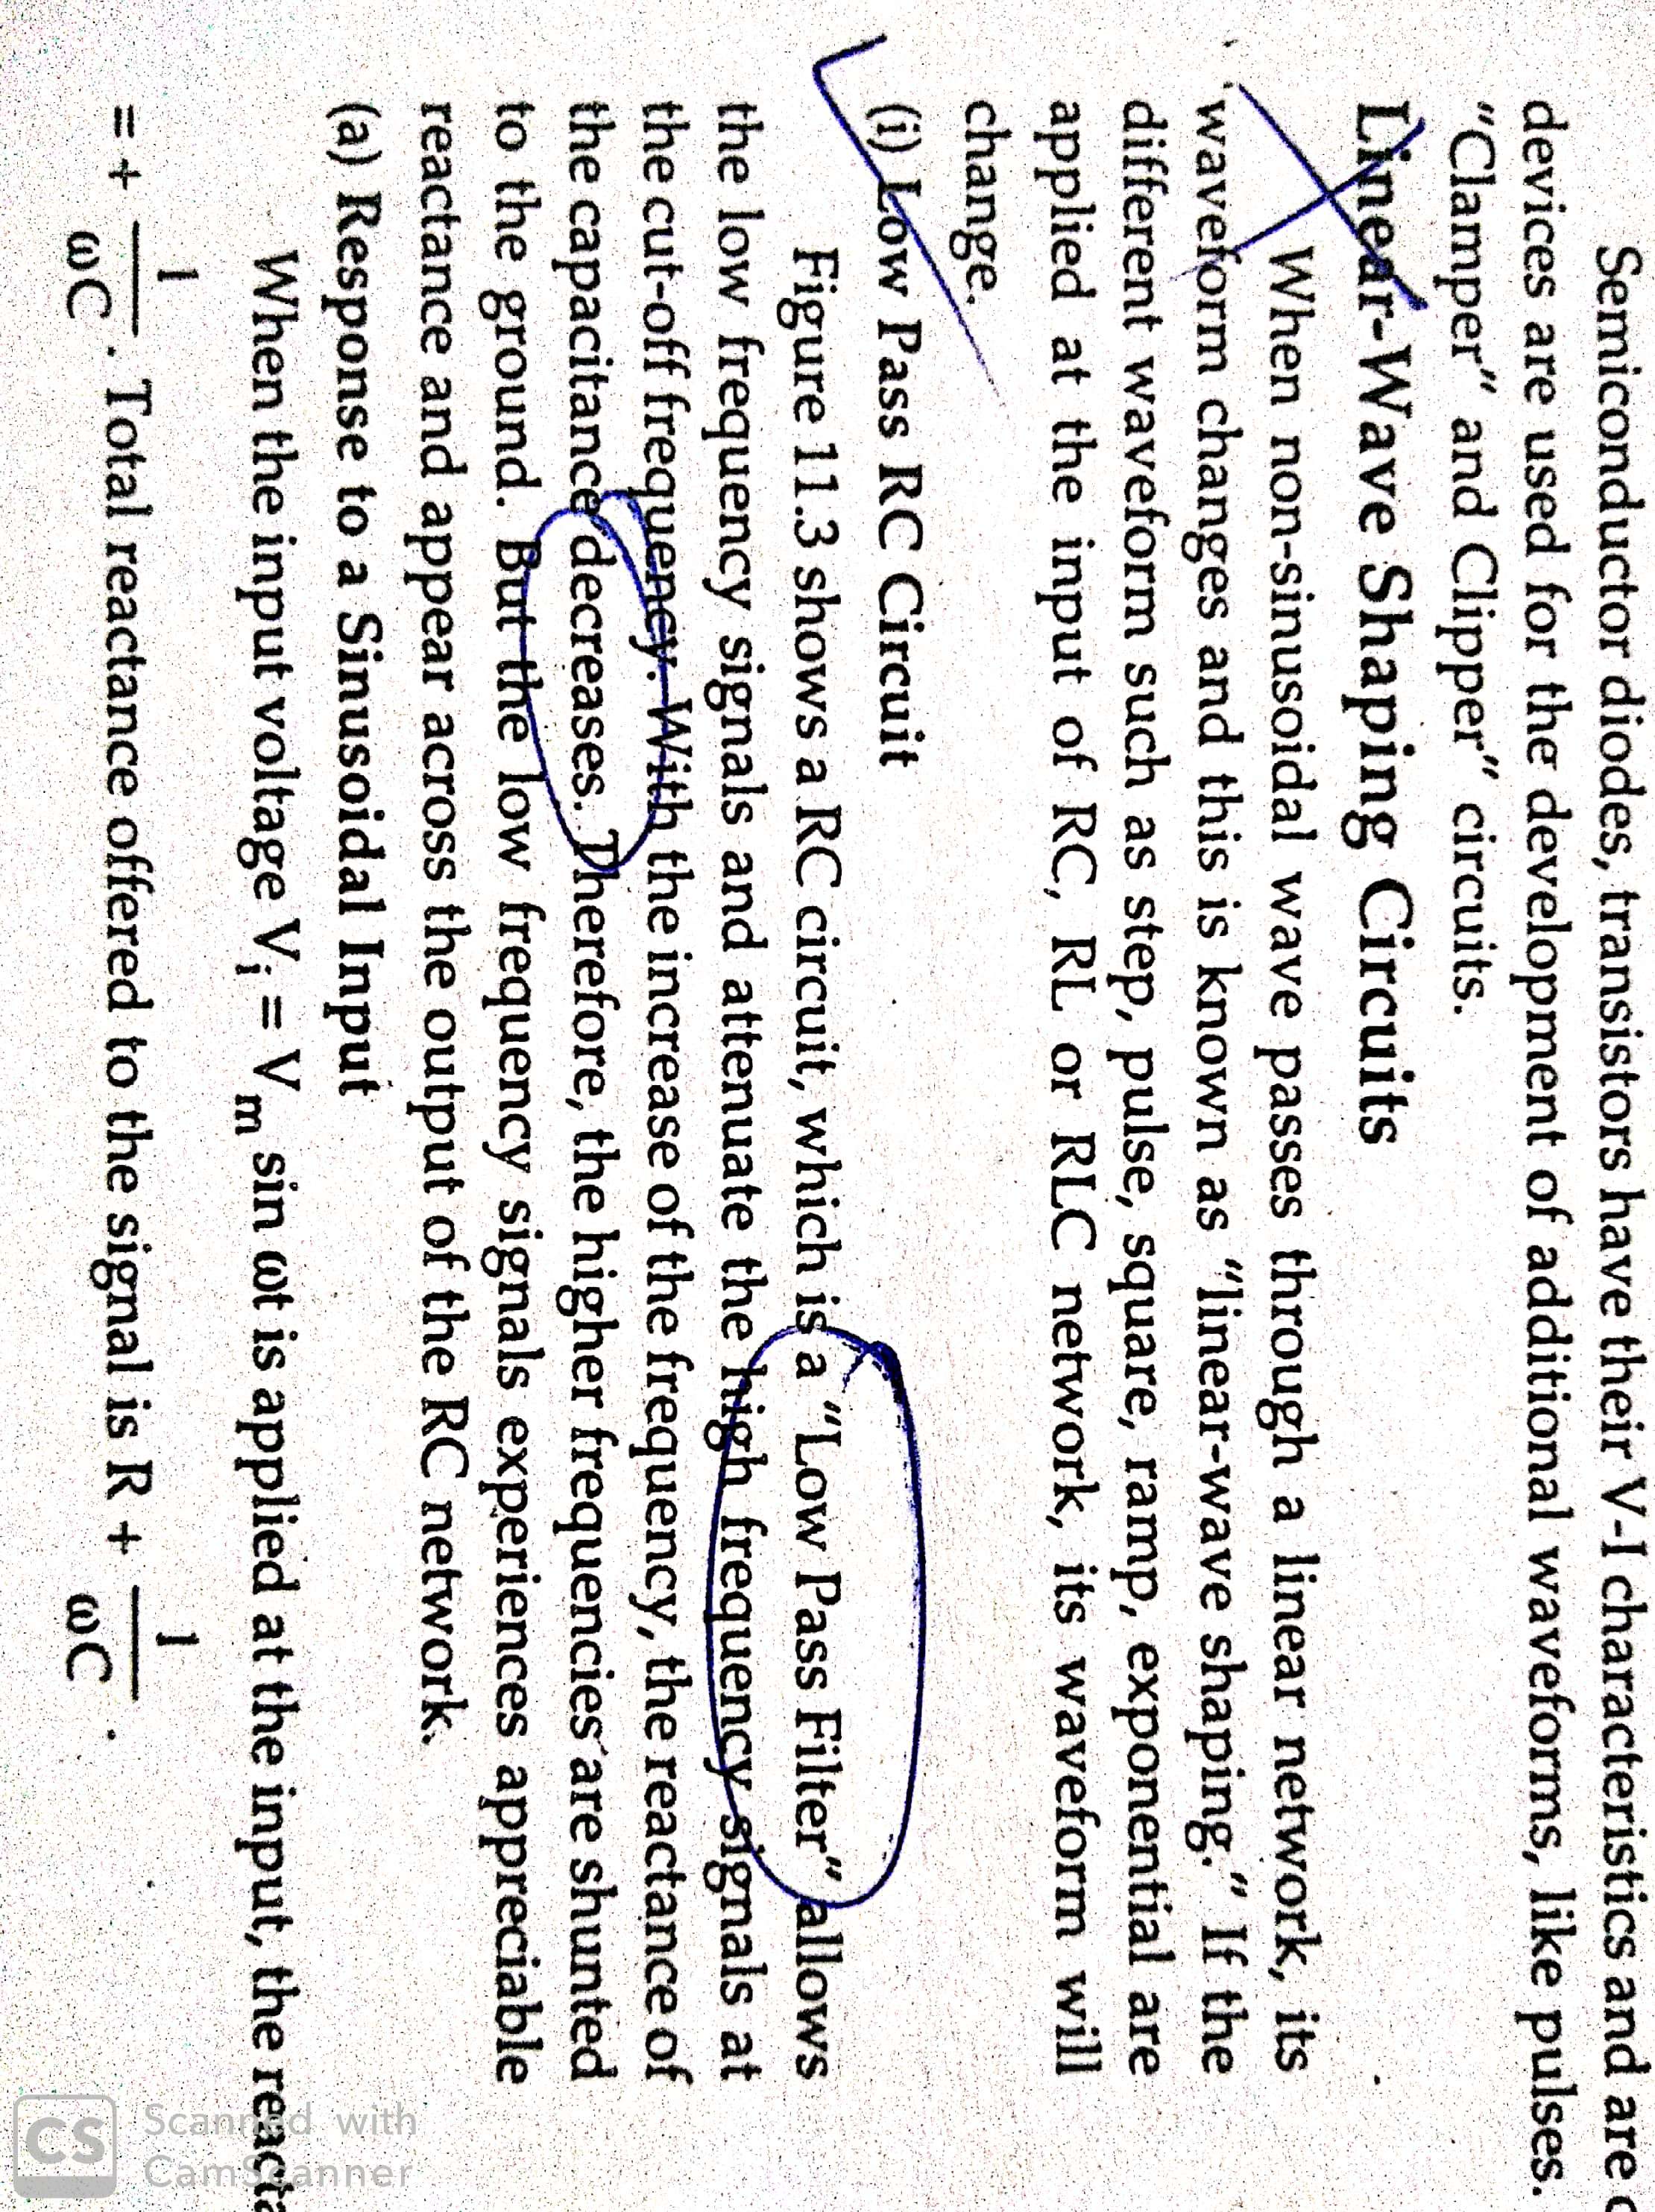 Semiconductor diodes, transistors have their V-I characteristics and are
devices are used for the development of additional waveforms, like pulses.
“Clamper” and Clipper” circuits.
Linear-Wave Shaping Circuits
When non-sinusoidal wave passes through a linear network, its
waveform changes and this is known as “linear-wave shaping.” If the
different waveform such as step, pulse, square, ramp, exponential are
applied at the input of RC, RL or RLC network, its waveform will
change.
(i) Low Pass RC Circuit
Figure 11.3 shows a RC circuit, which is a “Low Pass Filter” allows
the low frequency signals and attenuate the high frequency signals at
the cut-off frequency. With the increase of the frequency, the reactance of
the capacitance decreases. Therefore, the higher frequencies are shunted
to the ground. But the low frequency signals experiences appreciable
reactance and appear across the output of the RC network.
(a) Response to a Sinusoidal Input
When the input voltage V_i = V_m sin ωt is applied at the input, the reacta
= + 1/ωC. Total reactance offered to the signal is R + 1/ωC.
Scanned with
CamScanner
CS